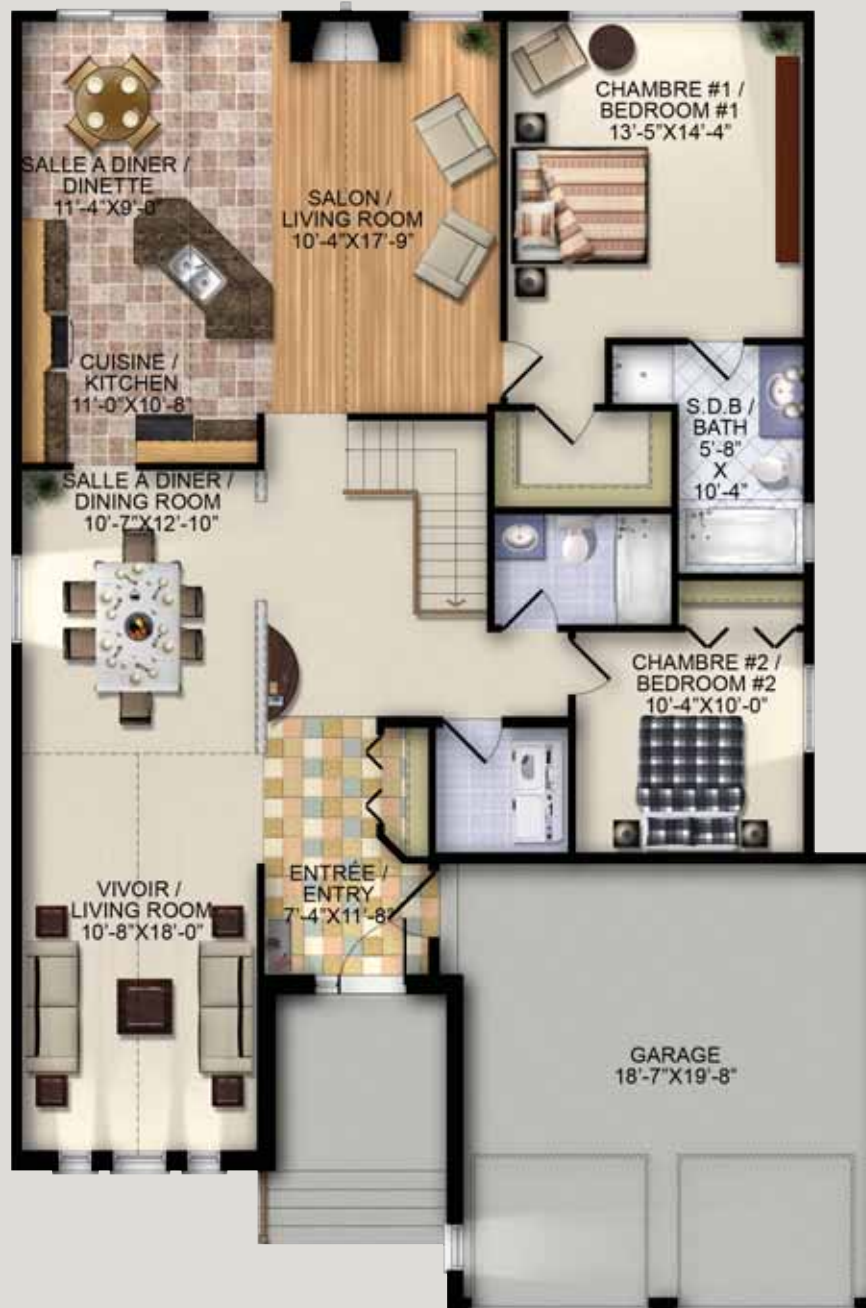 CHAMBRE #1 /
BEDROOM #1
13'-5"X14'-4"
SALLE A DINER /
DINETTE
11'-4"X9'-0"
SALON /
LIVING ROOM
10'-4"X17'-9"
CUISINE /
KITCHEN
11'-0"X10'-8"
S.D.B /
BATH
5'-8"
X
10'-4"
SALLE A DINER /
DINING ROOM
10'-7"X12'-10"
CHAMBRE #2 /
BEDROOM #2
10'-4"X10'-0"
VIVOIR /
LIVING ROOM
10'-8"X18'-0"
ENTRÉE /
ENTRY
7'-4"X11'-8"
GARAGE
18'-7"X19'-8"